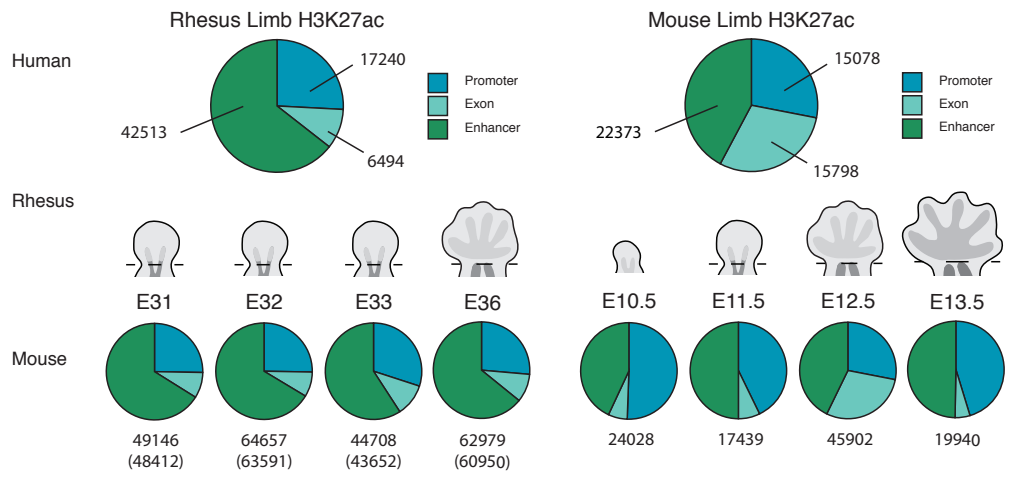 Rhesus Limb H3K27ac
Mouse Limb H3K27ac
Human
17240
42513
6494
Promoter
Exon
Enhancer
15078
22373
15798
Promoter
Exon
Enhancer
Rhesus
E31
E32
E33
E36
E10.5
E11.5
E12.5
E13.5
Mouse
49146
(48412)
64657
(63591)
44708
(43652)
62979
(60950)
24028
17439
45902
19940